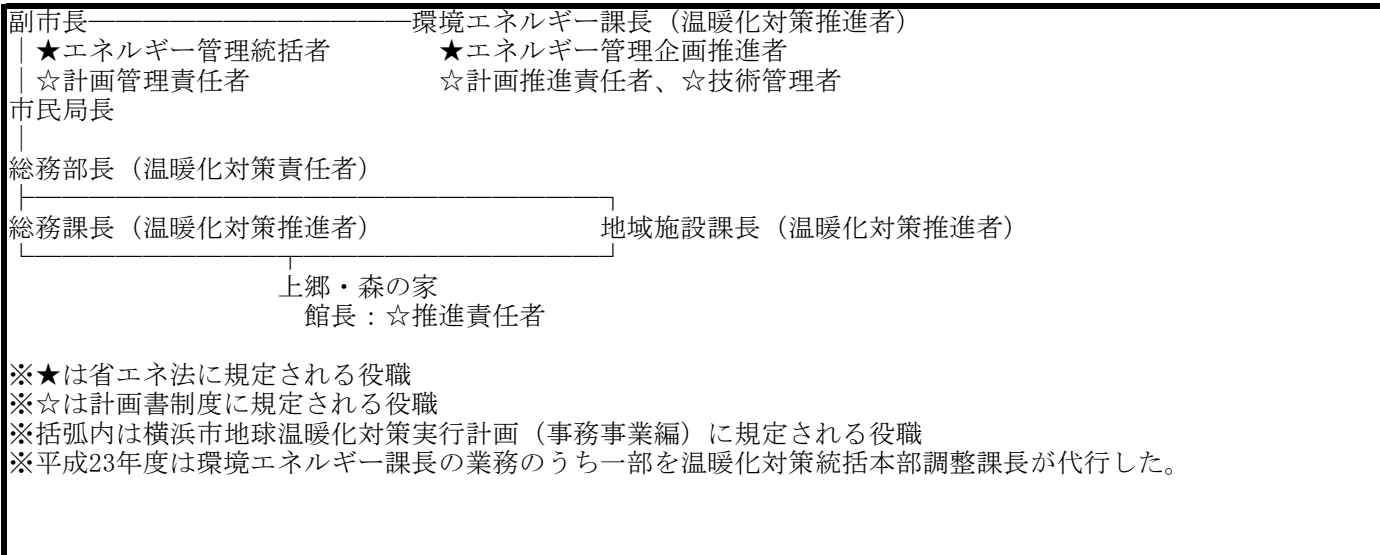 副市長────────────環境エネルギー課長（温暖化対策推進者）
│★エネルギー管理統括者　　　　★エネルギー管理企画推進者
│☆計画管理責任者　　　　　　　☆計画推進責任者、☆技術管理者
市民局長
│
総務部長（温暖化対策責任者）
├─────────────────────┐
総務課長（温暖化対策推進者）　　　　　　　　　地域施設課長（温暖化対策推進者）
└─────────┬───────────┘
上郷・森の家
館長：☆推進責任者
※★は省エネ法に規定される役職
※☆は計画書制度に規定される役職
※括弧内は横浜市地球温暖化対策実行計画（事務事業編）に規定される役職
※平成23年度は環境エネルギー課長の業務のうち一部を温暖化対策統括本部調整課長が代行した。